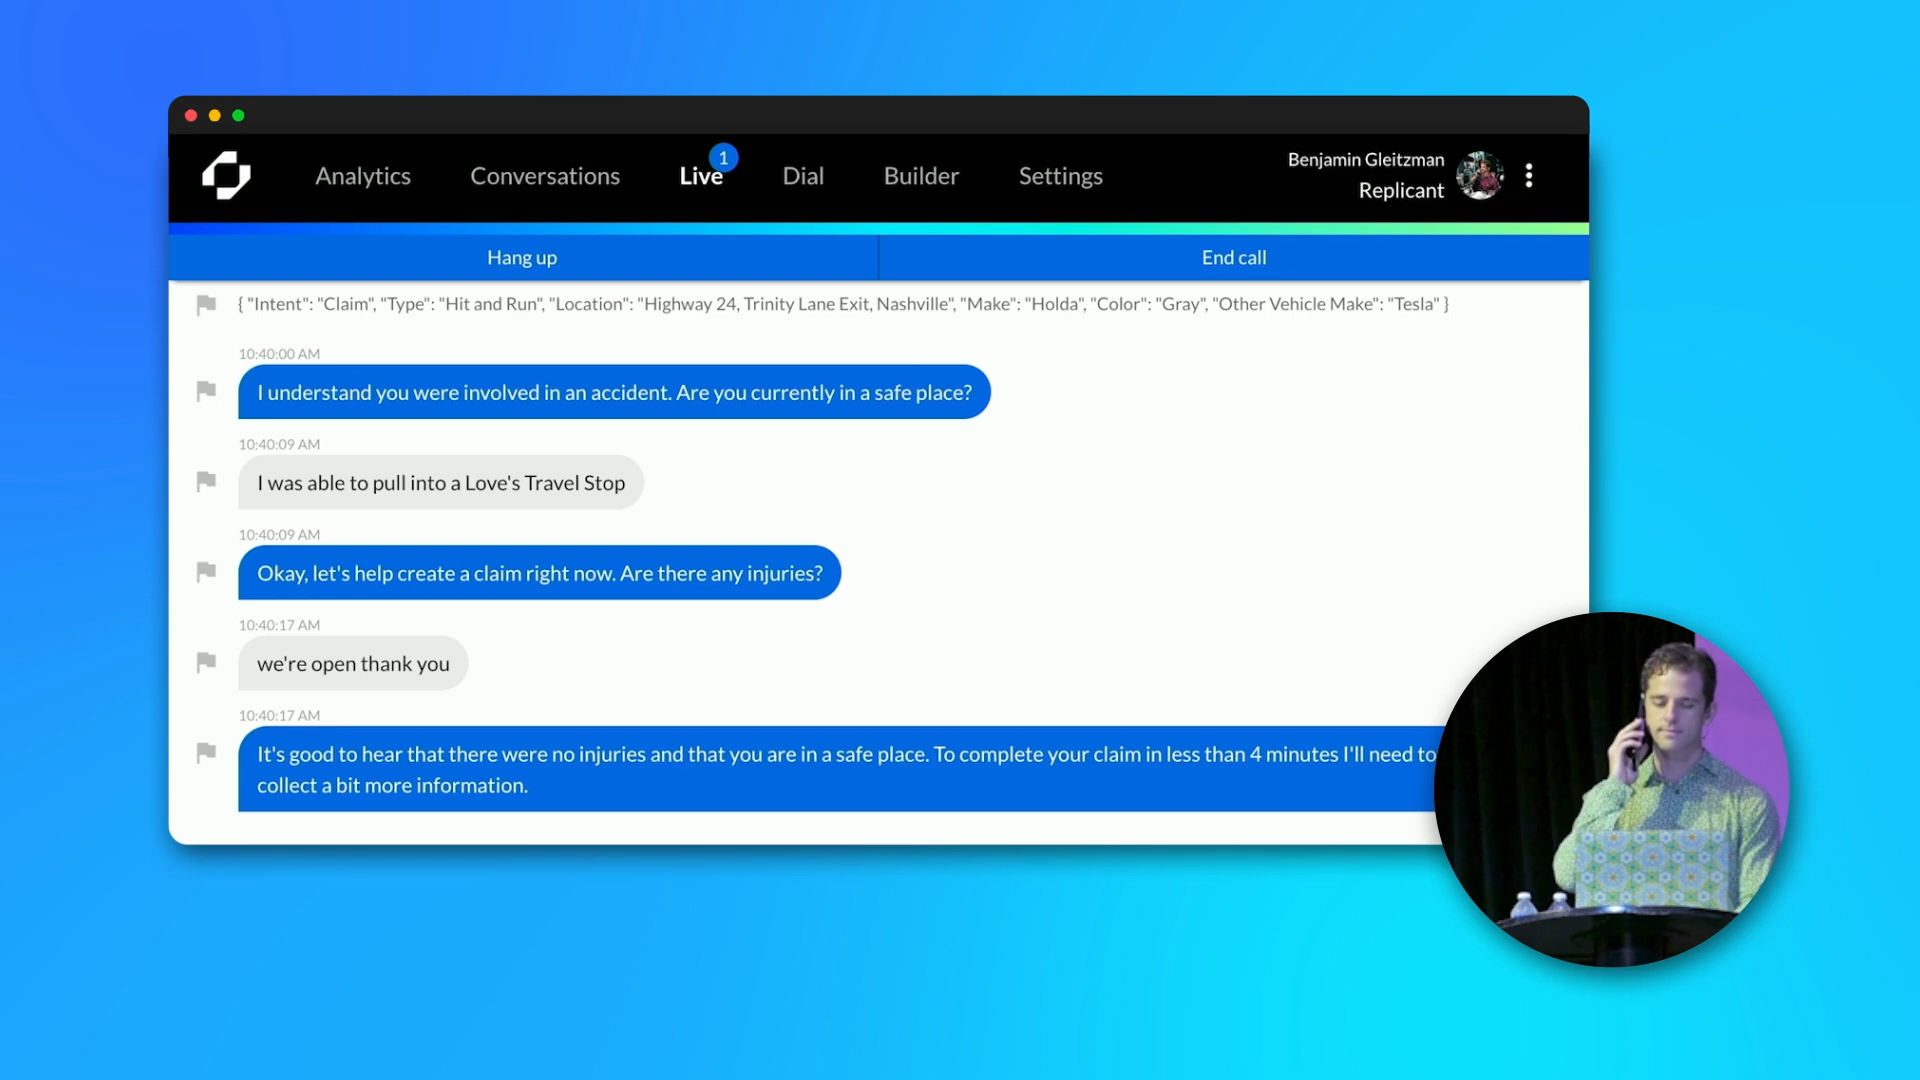 Analytics
Conversations
Live
1
Dial
Builder
Settings
Benjamin Gleitzman
Replicant
Hang up
End call
{ "Intent": "Claim", "Type": "Hit and Run", "Location": "Highway 24, Trinity Lane Exit, Nashville", "Make": "Holda", "Color": "Gray", "Other Vehicle Make": "Tesla" }
10:40:00 AM
I understand you were involved in an accident. Are you currently in a safe place?
10:40:09 AM
I was able to pull into a Love's Travel Stop
10:40:09 AM
Okay, let's help create a claim right now. Are there any injuries?
10:40:17 AM
we're open thank you
10:40:17 AM
It's good to hear that there were no injuries and that you are in a safe place. To complete your claim in less than 4 minutes I'll need to
collect a bit more information.